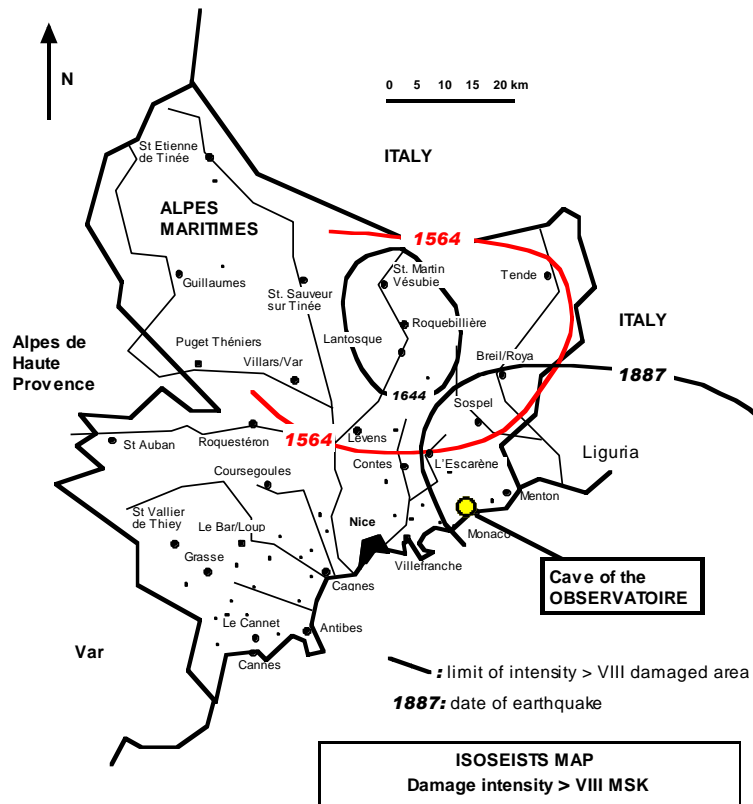 N
0 5 10 15 20 km
ITALY
St Etienne
de Tinée
ALPES
MARITIMES
1564
St. Martin
Vésubie
Tende
Guillaumes
St. Sauveur
sur Tinée
Roquebillière
ITALY
Alpes de
Haute
Provence
Lantosque
Puget Théniers
Villars/Var
Breil/Roya
1887
1644
Sospel
1564
Levens
St Auban
Roquestéron
L'Escarène
Liguria
Contes
Coursegoules
Menton
St Vallier
de Thiey
Le Bar/Loup
Nice
Monaco
Grasse
Villefranche
Cagnes
Cave of the
OBSERVATOIRE
Le Cannet
Antibes
Var
Cannes
: limit of intensity > VIII damaged area
1887: date of earthquake
ISOSEISTS MAP
Damage intensity > VIII MSK